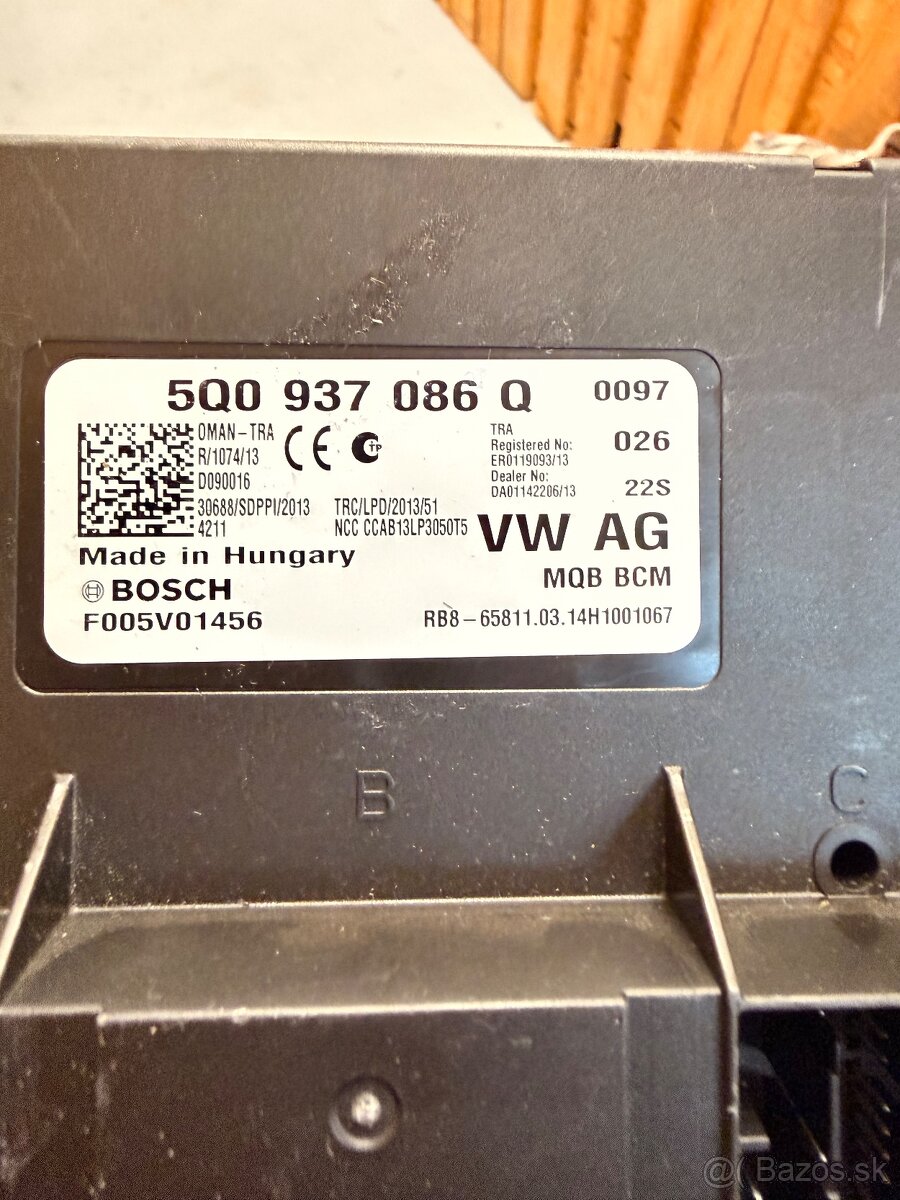 5Q0 937 086 Q 0097
OMAN-TRA
R/1074/13
D090016
30688/SDPPI/2013
4211
CE
TRC/LPD/2013/51
NCC CCAB13LP3050T5
TRA
Registered No:
ER0119093/13
Dealer No:
DA01142206/13
026
22S
VW AG
Made in Hungary
MQB BCM
BOSCH
F005V01456
RB8-65811.03.14H1001067
B
C
@( Bazos.sk